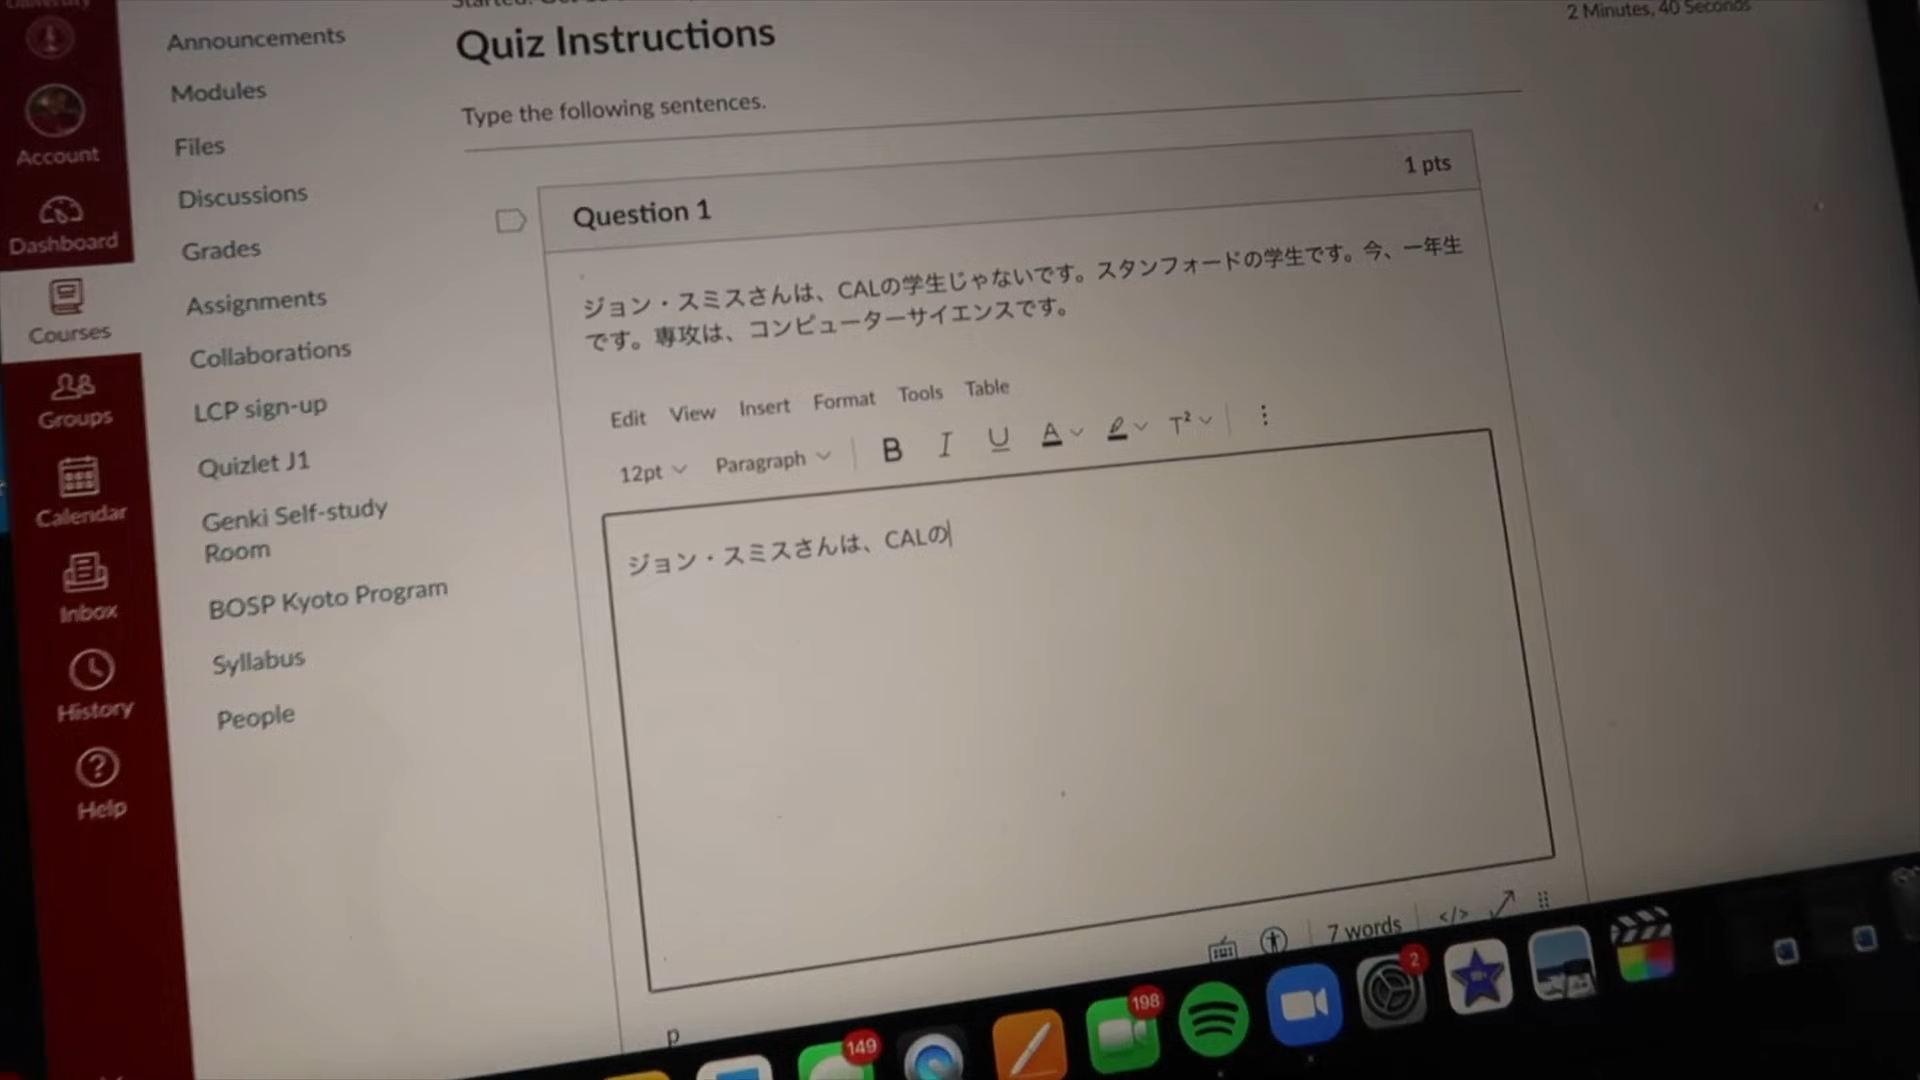 Quiz Instructions
2 Minutes, 40 Seconds
Type the following sentences.
Announcements
Modules
Files
Discussions
Grades
Assignments
Collaborations
LCP sign-up
Quizlet J1
Genki Self-study
Room
BOSP Kyoto Program
Syllabus
People
Account
Dashboard
Courses
Groups
Calendar
Inbox
History
Help
Question 1
1 pts
ジョン・スミスさんは、CALの学生じゃないです。スタンフォードの学生です。今、一年生
です。専攻は、コンピューターサイエンスです。
Edit View Insert Format Tools Table
12pt Paragraph B I U A T²
ジョン・スミスさんは、CALの
7 words </>
p
149
198
2